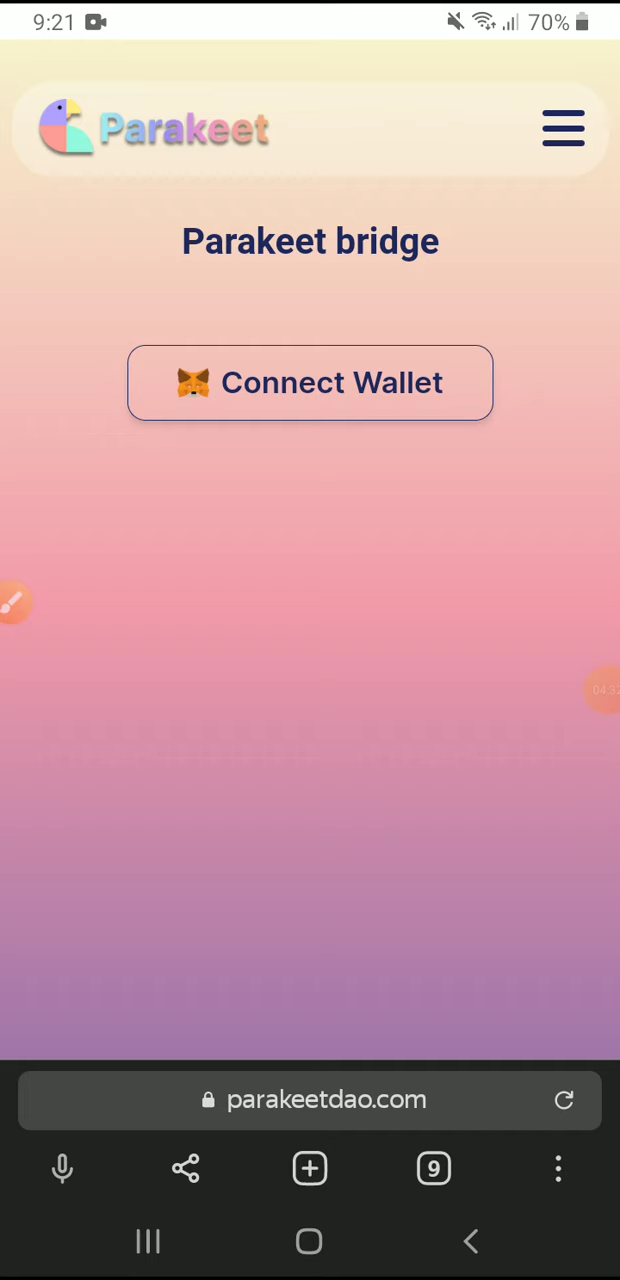 9:21
70%
Parakeet
Parakeet bridge
Connect Wallet
parakeetdao.com
9